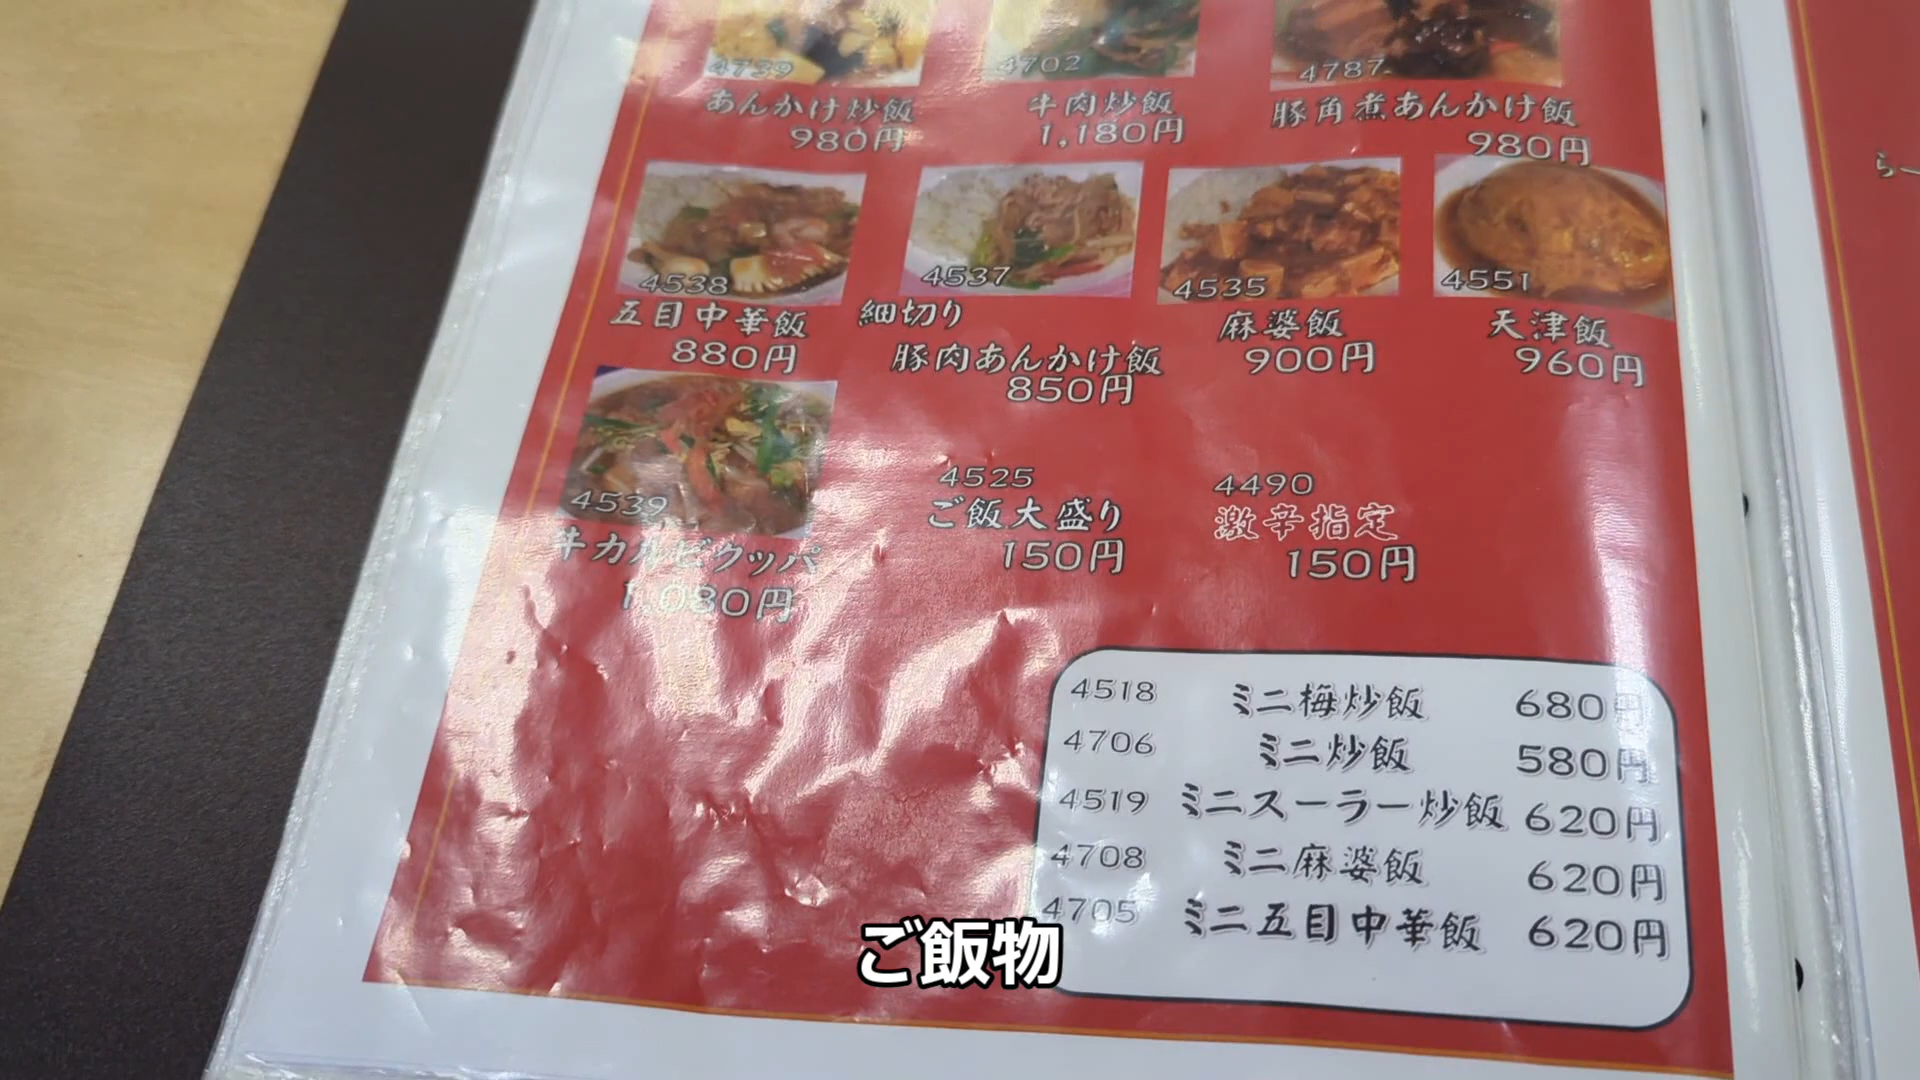 4739
4702
4787
あんかけ炒飯
980円
牛肉炒飯
1,180円
豚角煮あんかけ飯
980円
4538
4537
4535
4551
五目中華飯
880円
細切り
豚肉あんかけ飯
850円
麻婆飯
900円
天津飯
960円
4539
牛カルビクッパ
1,080円
4525
ご飯大盛り
150円
4490
激辛指定
150円
4518 ミニ梅炒飯 680円
4706 ミニ炒飯 580円
4519 ミニスーラー炒飯 620円
4708 ミニ麻婆飯 620円
4705 ミニ五目中華飯 620円
ご飯物
らー